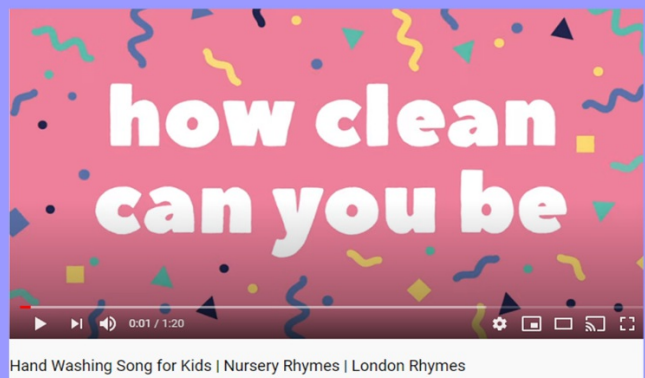 how clean
can you be
0:01 / 1:20
Hand Washing Song for Kids | Nursery Rhymes | London Rhymes